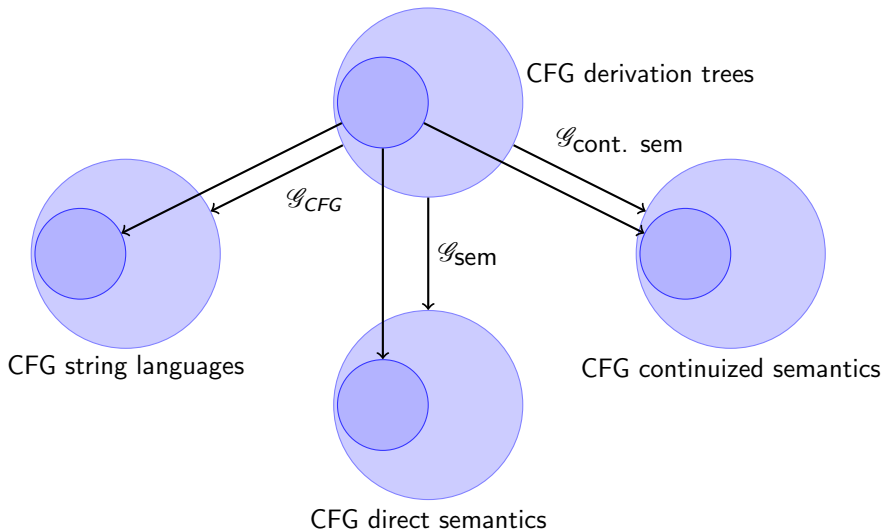 CFG derivation trees
𝒢cont. sem
𝒢CFG
𝒢sem
CFG string languages
CFG continuized semantics
CFG direct semantics